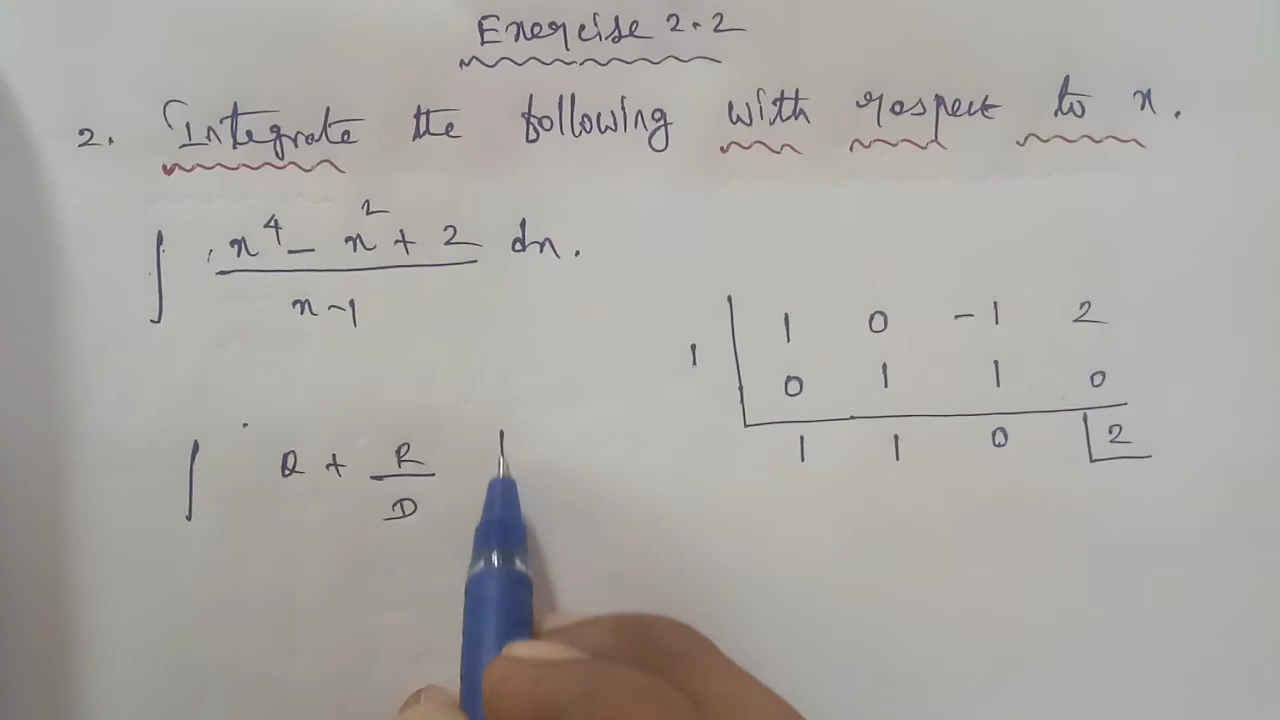 Exercise 2.2
2. Integrate the following with respect to x.
∫ x⁴ - x² + 2 / x - 1 dx.
1 | 1 0 -1 2
0 1 1 0
1 1 0 2
∫ Q + R/D